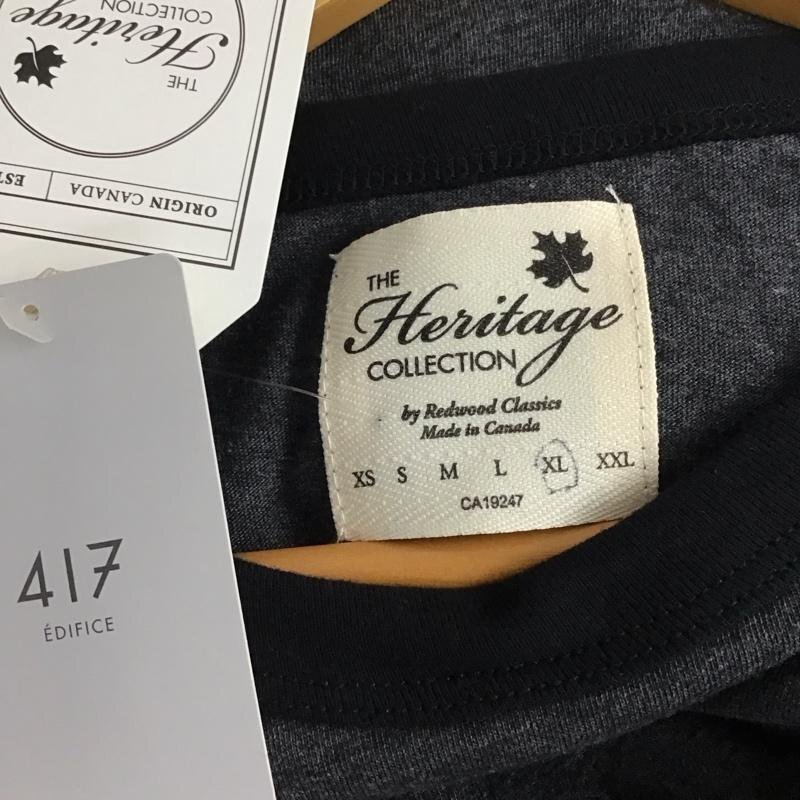 THE
Heritage
COLLECTION
ORIGIN CANADA
EST
THE
Heritage
COLLECTION
by Redwood Classics
Made in Canada
XS S M L XL XXL
CA19247
417
ÉDIFICE